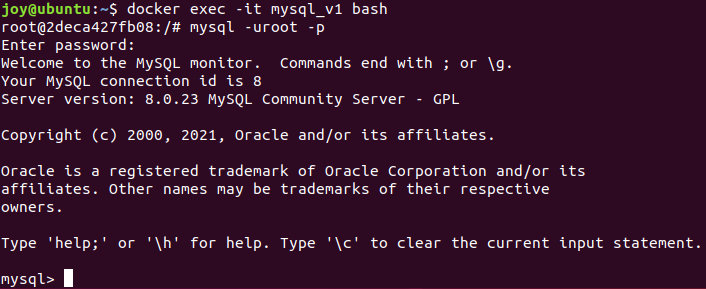 joy@ubuntu:~$ docker exec -it mysql_v1 bash
root@2deca427fb08:/# mysql -uroot -p
Enter password:
Welcome to the MySQL monitor.  Commands end with ; or \g.
Your MySQL connection id is 8
Server version: 8.0.23 MySQL Community Server - GPL

Copyright (c) 2000, 2021, Oracle and/or its affiliates.

Oracle is a registered trademark of Oracle Corporation and/or its
affiliates. Other names may be trademarks of their respective
owners.

Type 'help;' or '\h' for help. Type '\c' to clear the current input statement.

mysql>